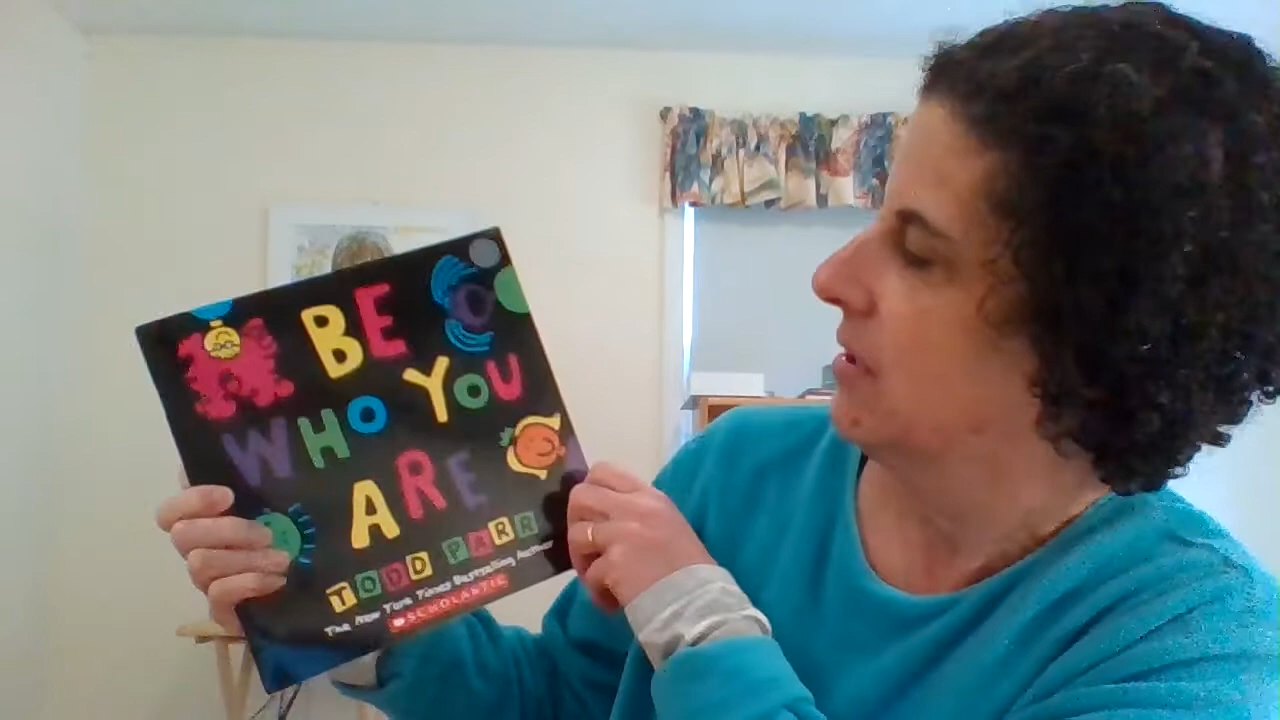 BE
WHO YOU
ARE
TODD PARR
The New York Times Bestselling Author
SCHOLASTIC